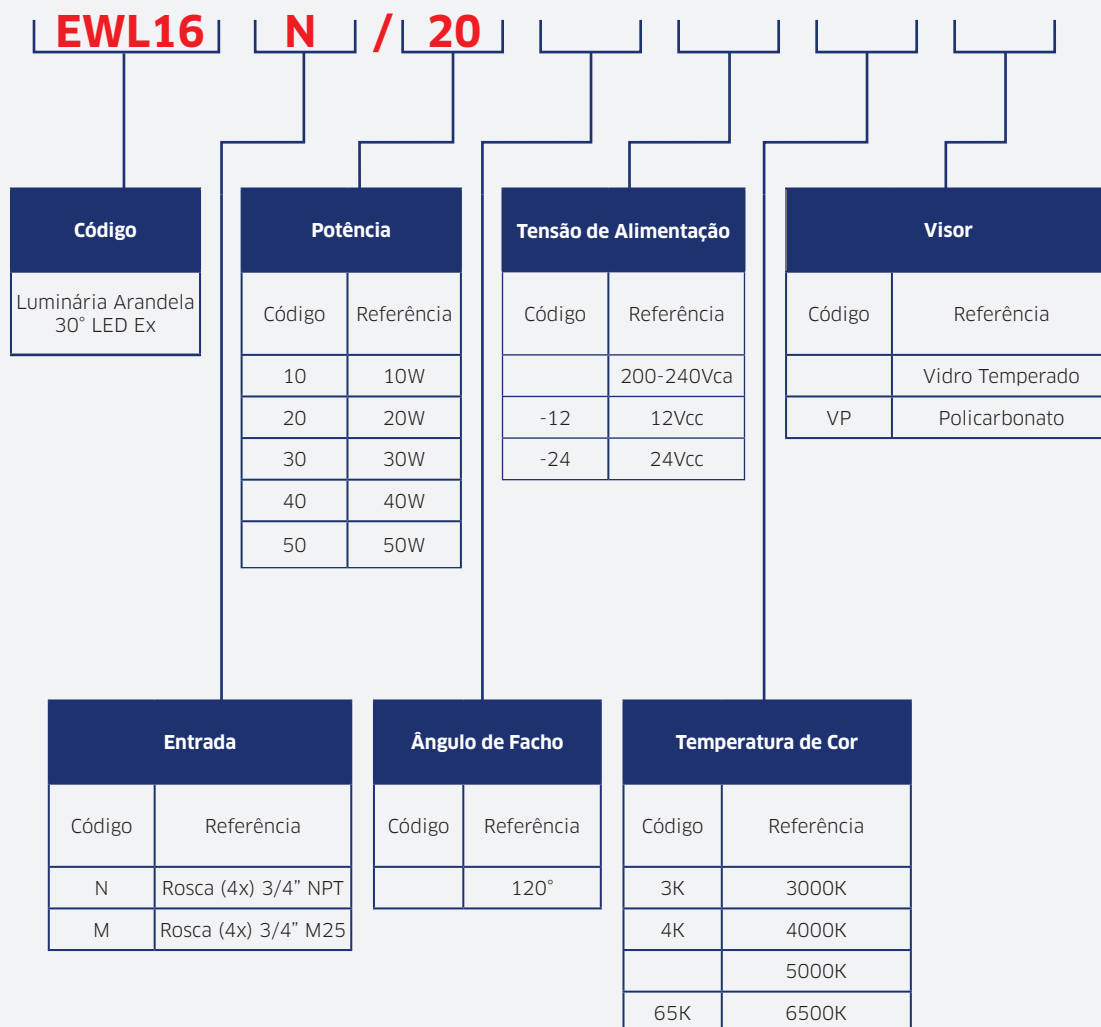 EWL16 N / 20
Código
Luminária Arandela
30° LED Ex
Potência
Código Referência
10 10W
20 20W
30 30W
40 40W
50 50W
Tensão de Alimentação
Código Referência
200-240Vca
-12 12Vcc
-24 24Vcc
Visor
Código Referência
Vidro Temperado
VP Policarbonato
Entrada
Código Referência
N Rosca (4x) 3/4” NPT
M Rosca (4x) 3/4” M25
Ângulo de Facho
Código Referência
120°
Temperatura de Cor
Código Referência
3K 3000K
4K 4000K
5000K
65K 6500K